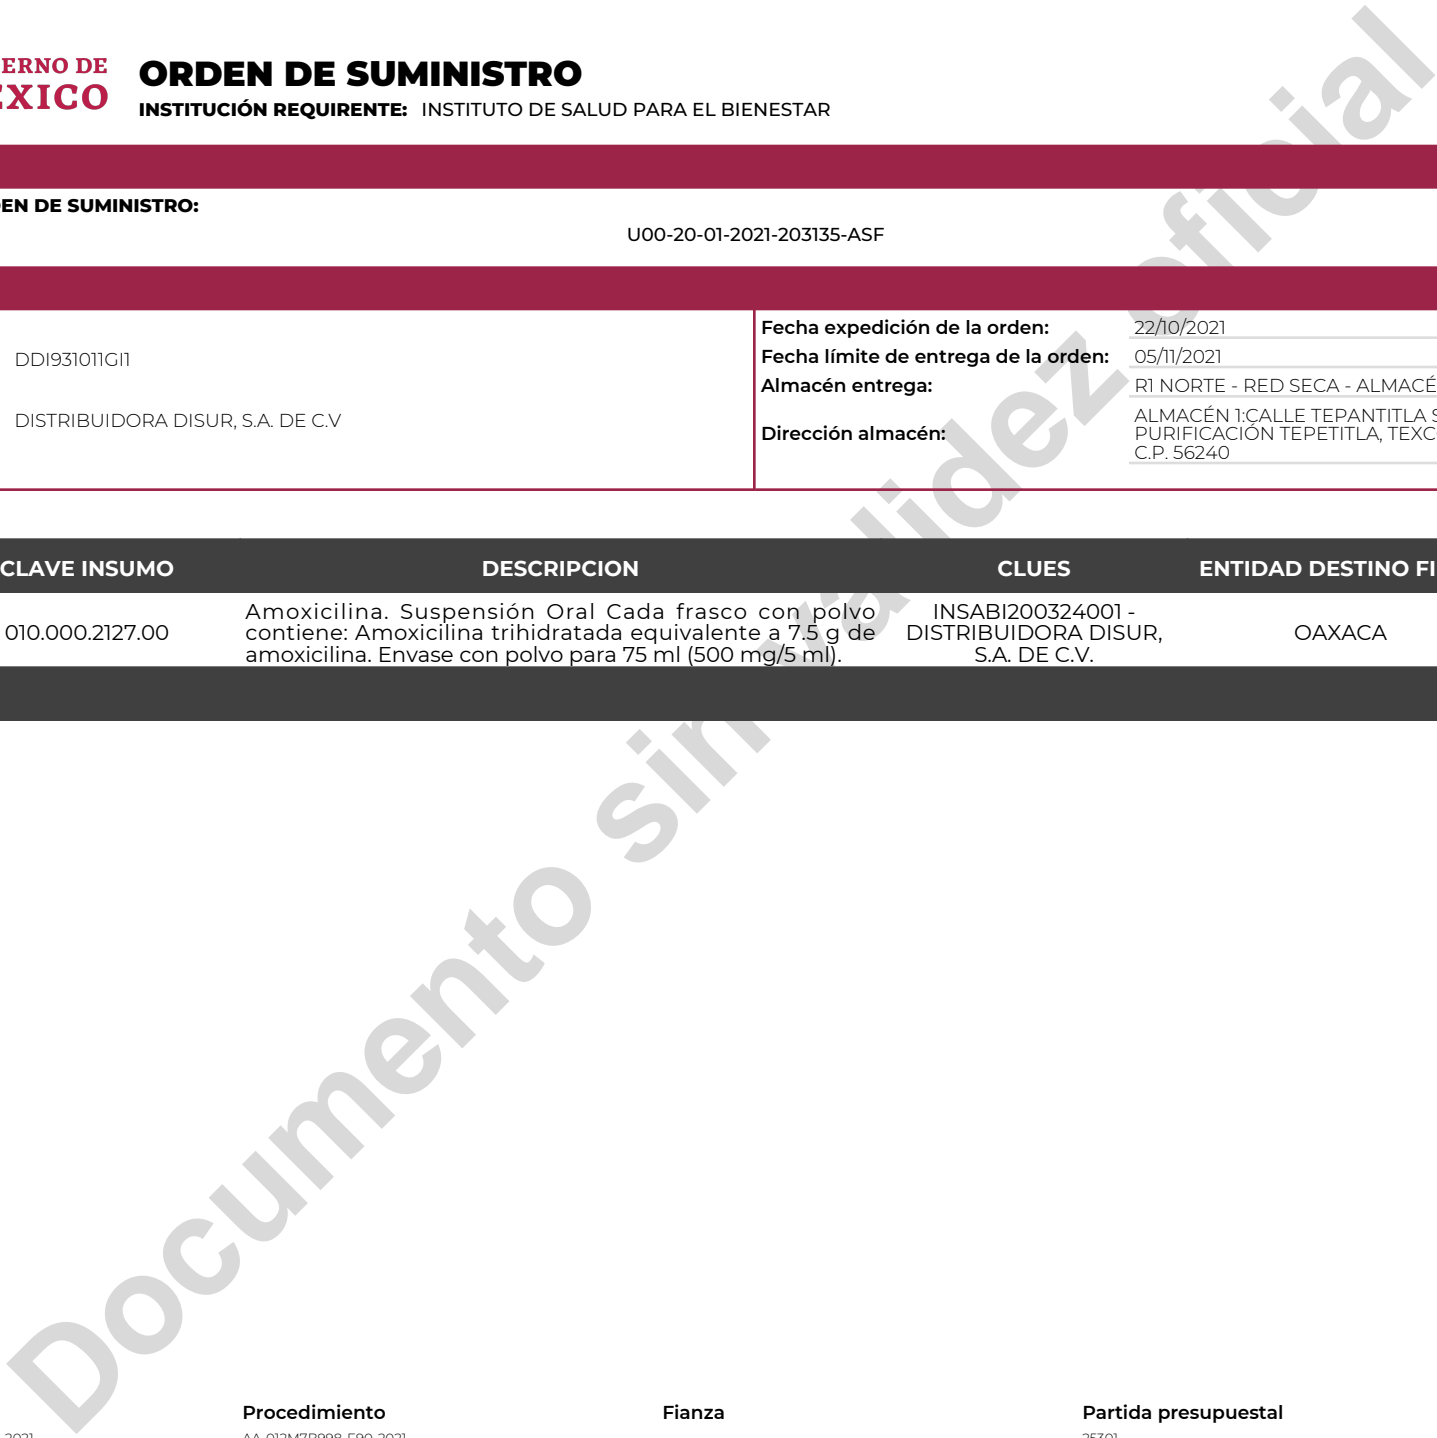 ERNO DE
EXICO
ORDEN DE SUMINISTRO
INSTITUCIÓN REQUIRENTE: INSTITUTO DE SALUD PARA EL BIENESTAR
EN DE SUMINISTRO:
U00-20-01-2021-203135-ASF
DDI931011GI1
DISTRIBUIDORA DISUR, S.A. DE C.V
Fecha expedición de la orden: 22/10/2021
Fecha límite de entrega de la orden: 05/11/2021
Almacén entrega: R1 NORTE - RED SECA - ALMACÉ
Dirección almacén:
ALMACÉN 1:CALLE TEPANTITLA S
PURIFICACIÓN TEPETITLA, TEXC
C.P. 56240
CLAVE INSUMO DESCRIPCION CLUES ENTIDAD DESTINO FI
010.000.2127.00
Amoxicilina. Suspensión Oral Cada frasco con polvo
contiene: Amoxicilina trihidratada equivalente a 7.5 g de
amoxicilina. Envase con polvo para 75 ml (500 mg/5 ml).
INSABI200324001 -
DISTRIBUIDORA DISUR,
S.A. DE C.V.
OAXACA
Documento sin validez oficial
Procedimiento Fianza Partida presupuestal